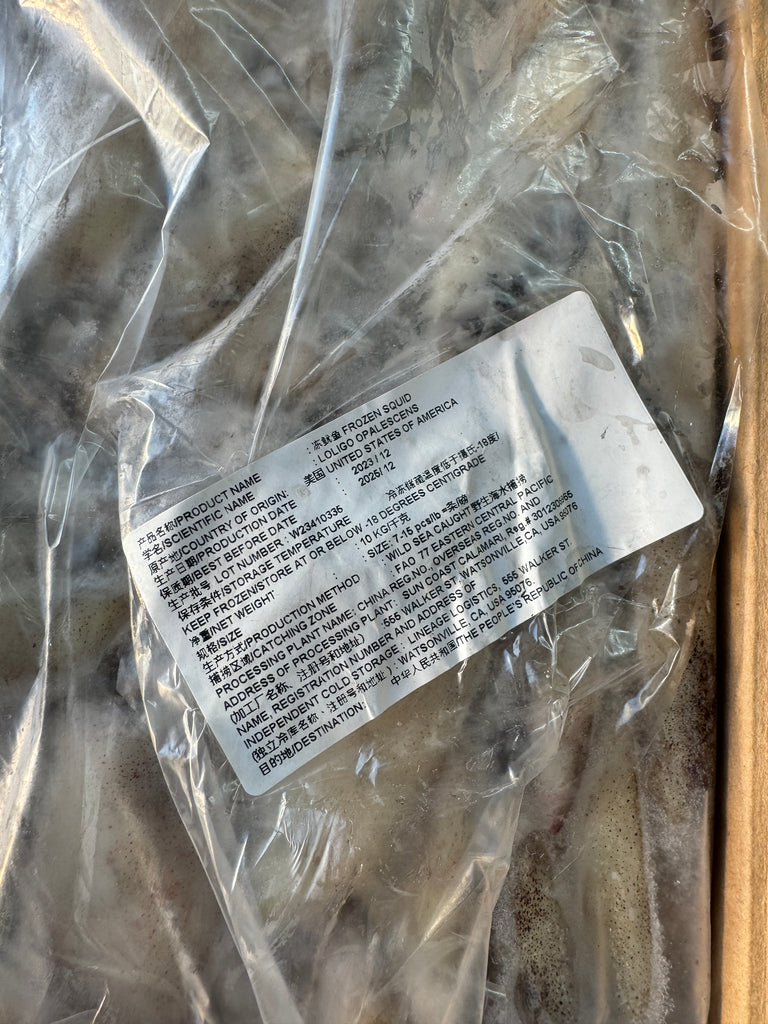 产品名称/PRODUCT NAME : 冻鱿鱼 FROZEN SQUID
学名/SCIENTIFIC NAME : LOLIGO OPALESCENS
原产地/COUNTRY OF ORIGIN: 美国 UNITED STATES OF AMERICA
生产日期/PRODUCTION DATE : 2023 / 12
保质期/BEST BEFORE DATE : 2026/ 12
生产批号 LOT NUMBER : W23410336
保存条件/STORAGE TEMPERATURE : 冷冻储藏温度低于摄氏-18度/
KEEP FROZEN/STORE AT OR BELOW -18 DEGREES CENTIGRADE
净重/NET WEIGHT : 10 KG/千克
规格/SIZE : SIZE: 7-15 pcs/lb =条/磅
生产方式/PRODUCTION METHOD : WILD SEA CAUGHT 野生海水捕捞
捕捞区域/CATCHING ZONE : FAO 77 EASTERN CENTRAL PACIFIC
PROCESSING PLANT NAME; CHINA REG.NO., OVERSEAS REG.NO. AND
ADDRESS OF PROCESSING PLANT : SUN COAST CALAMARI, Reg.#
(加工厂名称、注册号和地址) :556 WALKER ST. WATSONVILLE,CA, USA 95076
NAME, REGISTRATION NUMBER AND ADDRESS OF
INDEPENDENT COLD STORAGE : LINEAGE LOGISTICS, 555 WALKER ST.
(独立冷库名称、注册号和地址) : WATSONVILLE, CA, USA 95076.
目的地/DESTINATION: 中华人民共和国/THE PEOPLE'S REPUBLIC OF CHINA